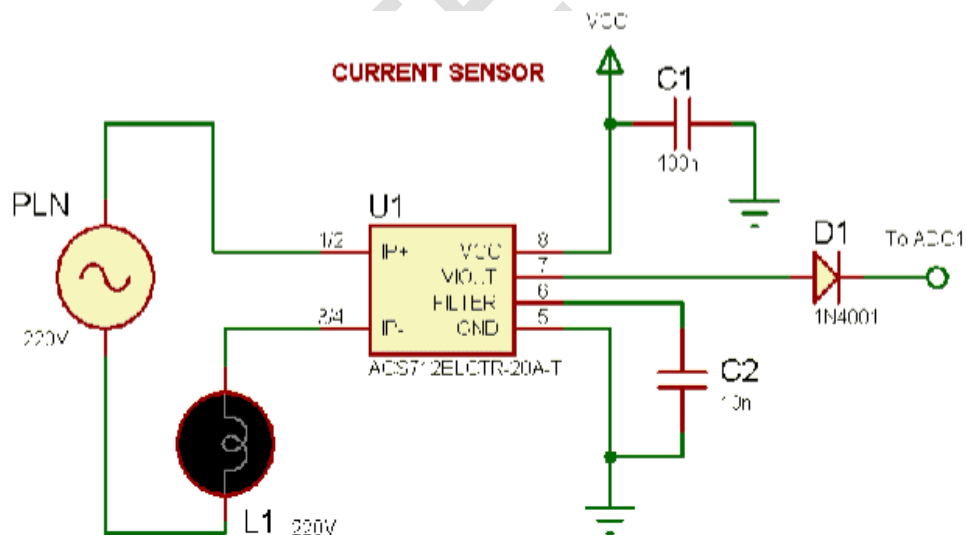 VCC
CURRENT SENSOR
C1
100n
PLN
220V
U1
1/2
IP+
VCC
8
VIOUT
7
FILTER
6
3/4
IP-
GND
5
ACS712ELCTR-20A-T
D1
1N4001
To ADC1
C2
10n
L1
220V